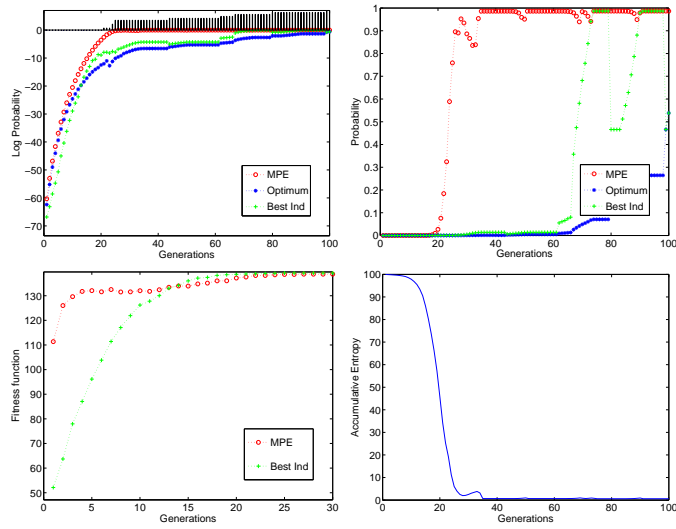 0
−10
−20
−30
−40
−50
−60
−70
0 20 40 60 80 100
Log Probability
Generations
MPE
Optimum
Best Ind
1
0.9
0.8
0.7
0.6
0.5
0.4
0.3
0.2
0.1
0
0 20 40 60 80 100
Probability
Generations
MPE
Optimum
Best Ind
130
120
110
100
90
80
70
60
50
0 5 10 15 20 25 30
Fitness function
Generations
MPE
Best Ind
100
90
80
70
60
50
40
30
20
10
0
0 20 40 60 80 100
Accumulative Entropy
Generations